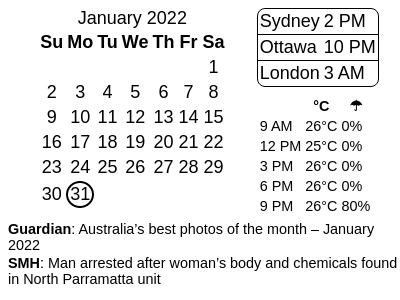 January 2022
Su Mo Tu We Th Fr Sa
1
2 3 4 5 6 7 8
9 10 11 12 13 14 15
16 17 18 19 20 21 22
23 24 25 26 27 28 29
30 31
Sydney 2 PM
Ottawa 10 PM
London 3 AM
°C ☂
9 AM 26°C 0%
12 PM 25°C 0%
3 PM 26°C 0%
6 PM 26°C 0%
9 PM 26°C 80%
Guardian: Australia’s best photos of the month – January
2022
SMH: Man arrested after woman’s body and chemicals found
in North Parramatta unit